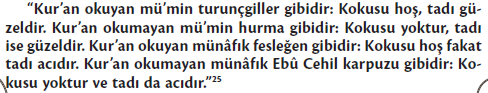 “Kur’an okuyan mü’min turunçgiller gibidir: Kokusu hoş, tadı gü-
zeldir. Kur’an okumayan mü’min hurma gibidir: Kokusu yoktur, tadı
ise güzeldir. Kur’an okuyan münâfık fesleğen gibidir: Kokusu hoş fakat
tadı acıdır. Kur’an okumayan münâfık Ebû Cehil karpuzu gibidir: Ko-
kusu yoktur ve tadı da acıdır.”25